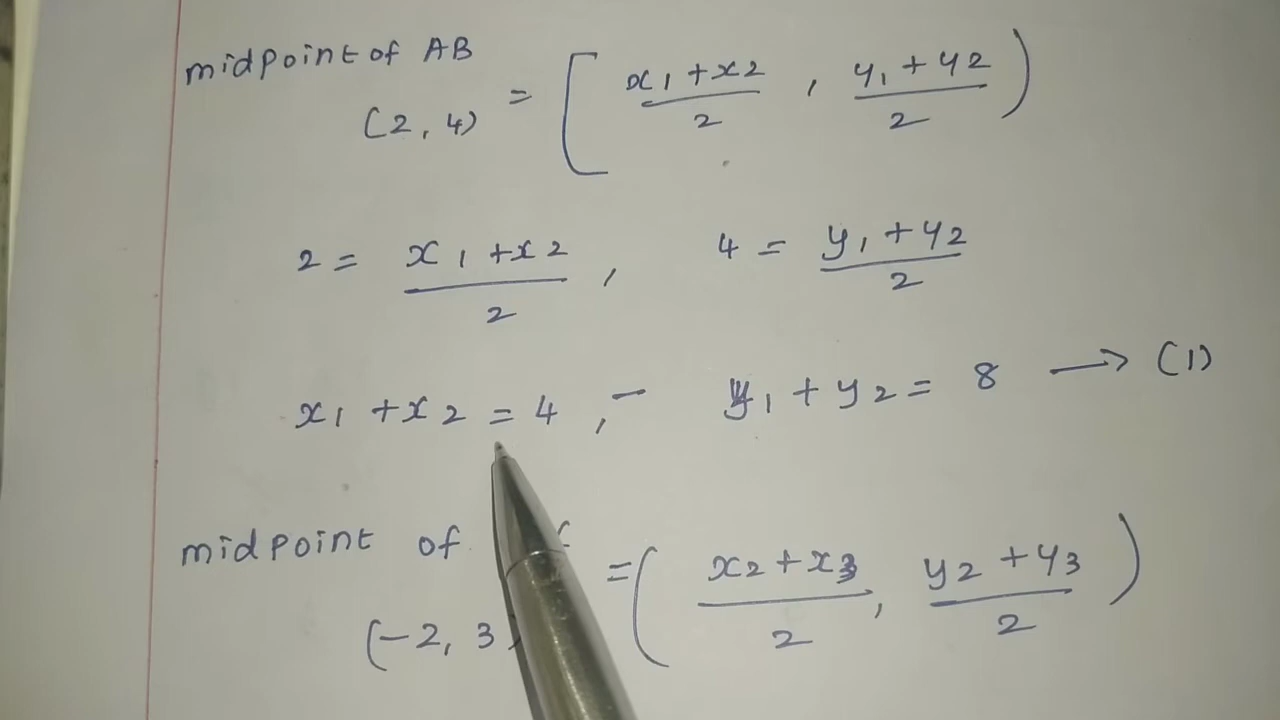 midpoint of AB
(2, 4) = [ x1 + x2 / 2 , y1 + y2 / 2 )
2 = x1 + x2 / 2 , 4 = y1 + y2 / 2
x1 + x2 = 4 , – y1 + y2 = 8 → (1)
midpoint of
(-2, 3 = ( x2 + x3 / 2 , y2 + y3 / 2 )